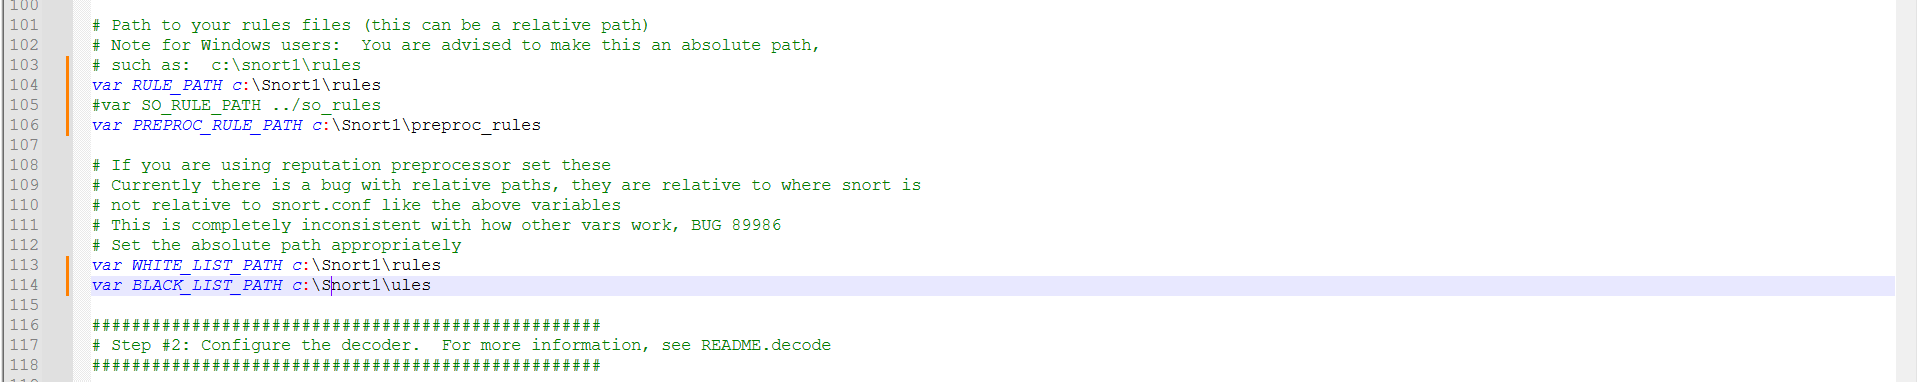 100
101 # Path to your rules files (this can be a relative path)
102 # Note for Windows users:  You are advised to make this an absolute path,
103 # such as:  c:\snort1\rules
104 var RULE_PATH c:\Snort1\rules
105 #var SO_RULE_PATH ../so_rules
106 var PREPROC_RULE_PATH c:\Snort1\preproc_rules
107
108 # If you are using reputation preprocessor set these
109 # Currently there is a bug with relative paths, they are relative to where snort is
110 # not relative to snort.conf like the above variables
111 # This is completely inconsistent with how other vars work, BUG 89986
112 # Set the absolute path appropriately
113 var WHITE_LIST_PATH c:\Snort1\rules
114 var BLACK_LIST_PATH c:\Snort1\ules
115
116 ###################################################
117 # Step #2: Configure the decoder.  For more information, see README.decode
118 ###################################################